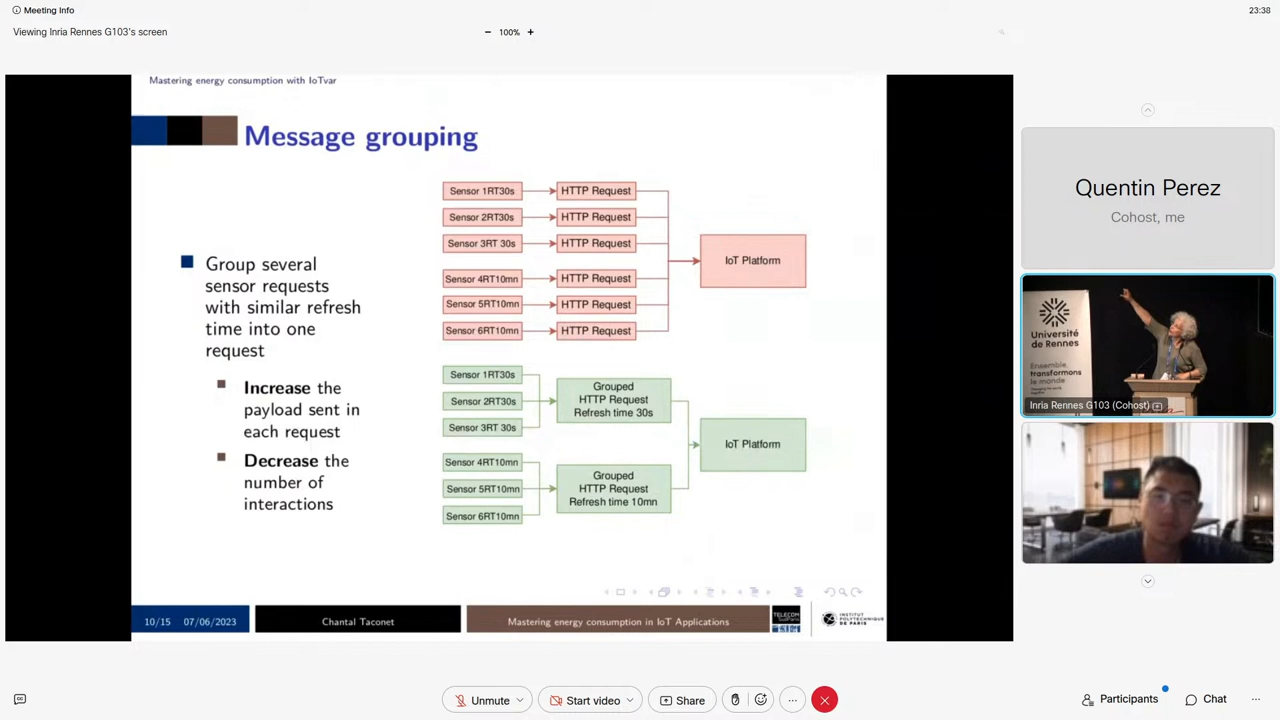 Meeting Info
23:38
Viewing Inria Rennes G103's screen
100%
Mastering energy consumption with IoTvar
Message grouping
Group several
sensor requests
with similar refresh
time into one
request
Increase the
payload sent in
each request
Decrease the
number of
interactions
Sensor 1RT30s
HTTP Request
Sensor 2RT30s
HTTP Request
Sensor 3RT 30s
HTTP Request
Sensor 4RT10mn
HTTP Request
Sensor 5RT10mn
HTTP Request
Sensor 6RT10mn
HTTP Request
IoT Platform
Sensor 1RT30s
Sensor 2RT30s
Sensor 3RT 30s
Grouped
HTTP Request
Refresh time 30s
Sensor 4RT10mn
Sensor 5RT10mn
Sensor 6RT10mn
Grouped
HTTP Request
Refresh time 10mn
IoT Platform
10/15 07/06/2023
Chantal Taconet
Mastering energy consumption in IoT Applications
TELECOM
SudParis
INSTITUT
POLYTECHNIQUE
DE PARIS
Quentin Perez
Cohost, me
Université
de Rennes
Ensemble,
transformons
le monde
Inria Rennes G103 (Cohost)
Unmute
Start video
Share
Participants
Chat